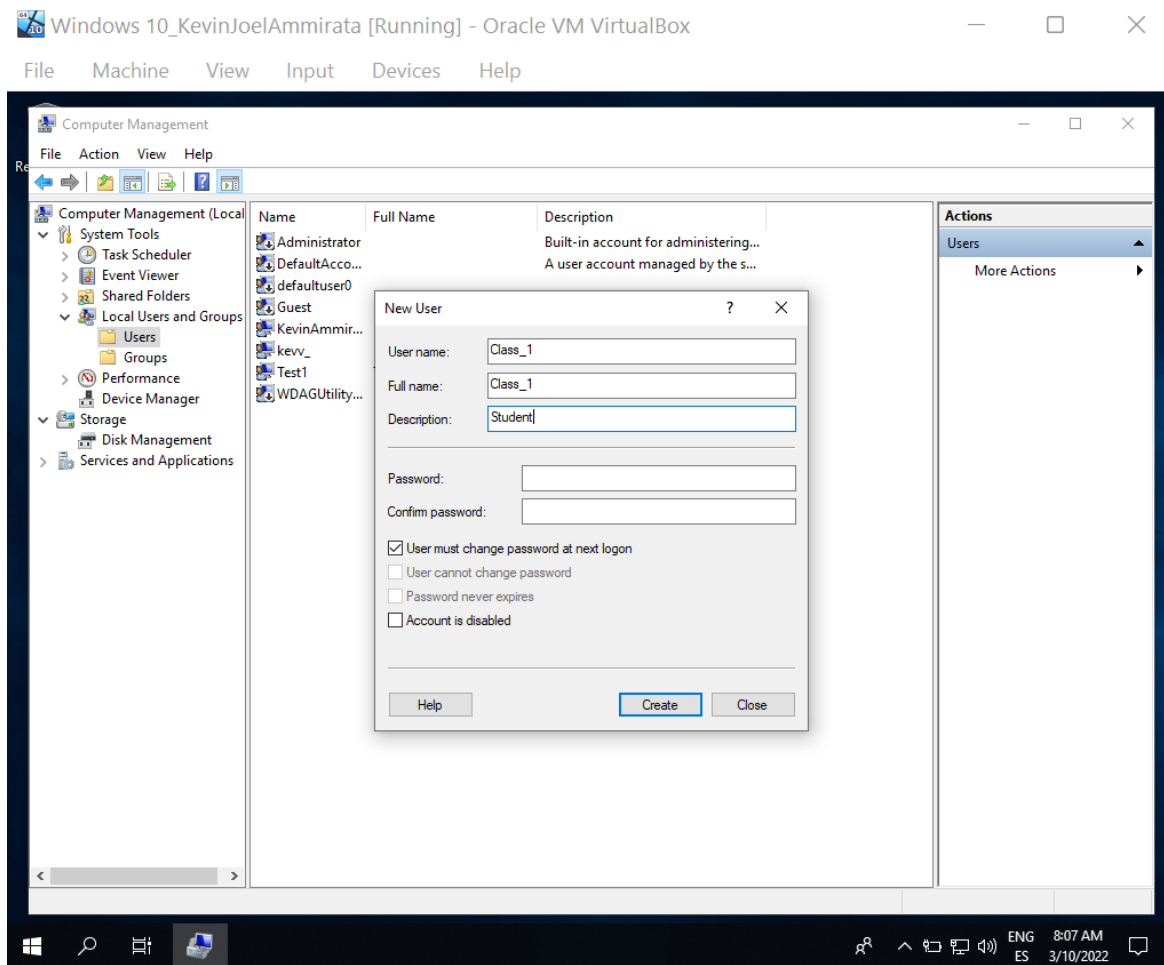 Windows 10_KevinJoelAmmirata [Running] - Oracle VM VirtualBox
File Machine View Input Devices Help
Computer Management
File Action View Help
Re
Computer Management (Local
System Tools
Task Scheduler
Event Viewer
Shared Folders
Local Users and Groups
Users
Groups
Performance
Device Manager
Storage
Disk Management
Services and Applications
Name Full Name Description
Administrator Built-in account for administering...
DefaultAcco... A user account managed by the s...
defaultuser0
Guest
KevinAmmir...
kevv_
Test1
WDAGUtility...
Actions
Users
More Actions
New User
User name: Class_1
Full name: Class_1
Description: Student
Password:
Confirm password:
User must change password at next logon
User cannot change password
Password never expires
Account is disabled
Help Create Close
ENG 8:07 AM
ES 3/10/2022